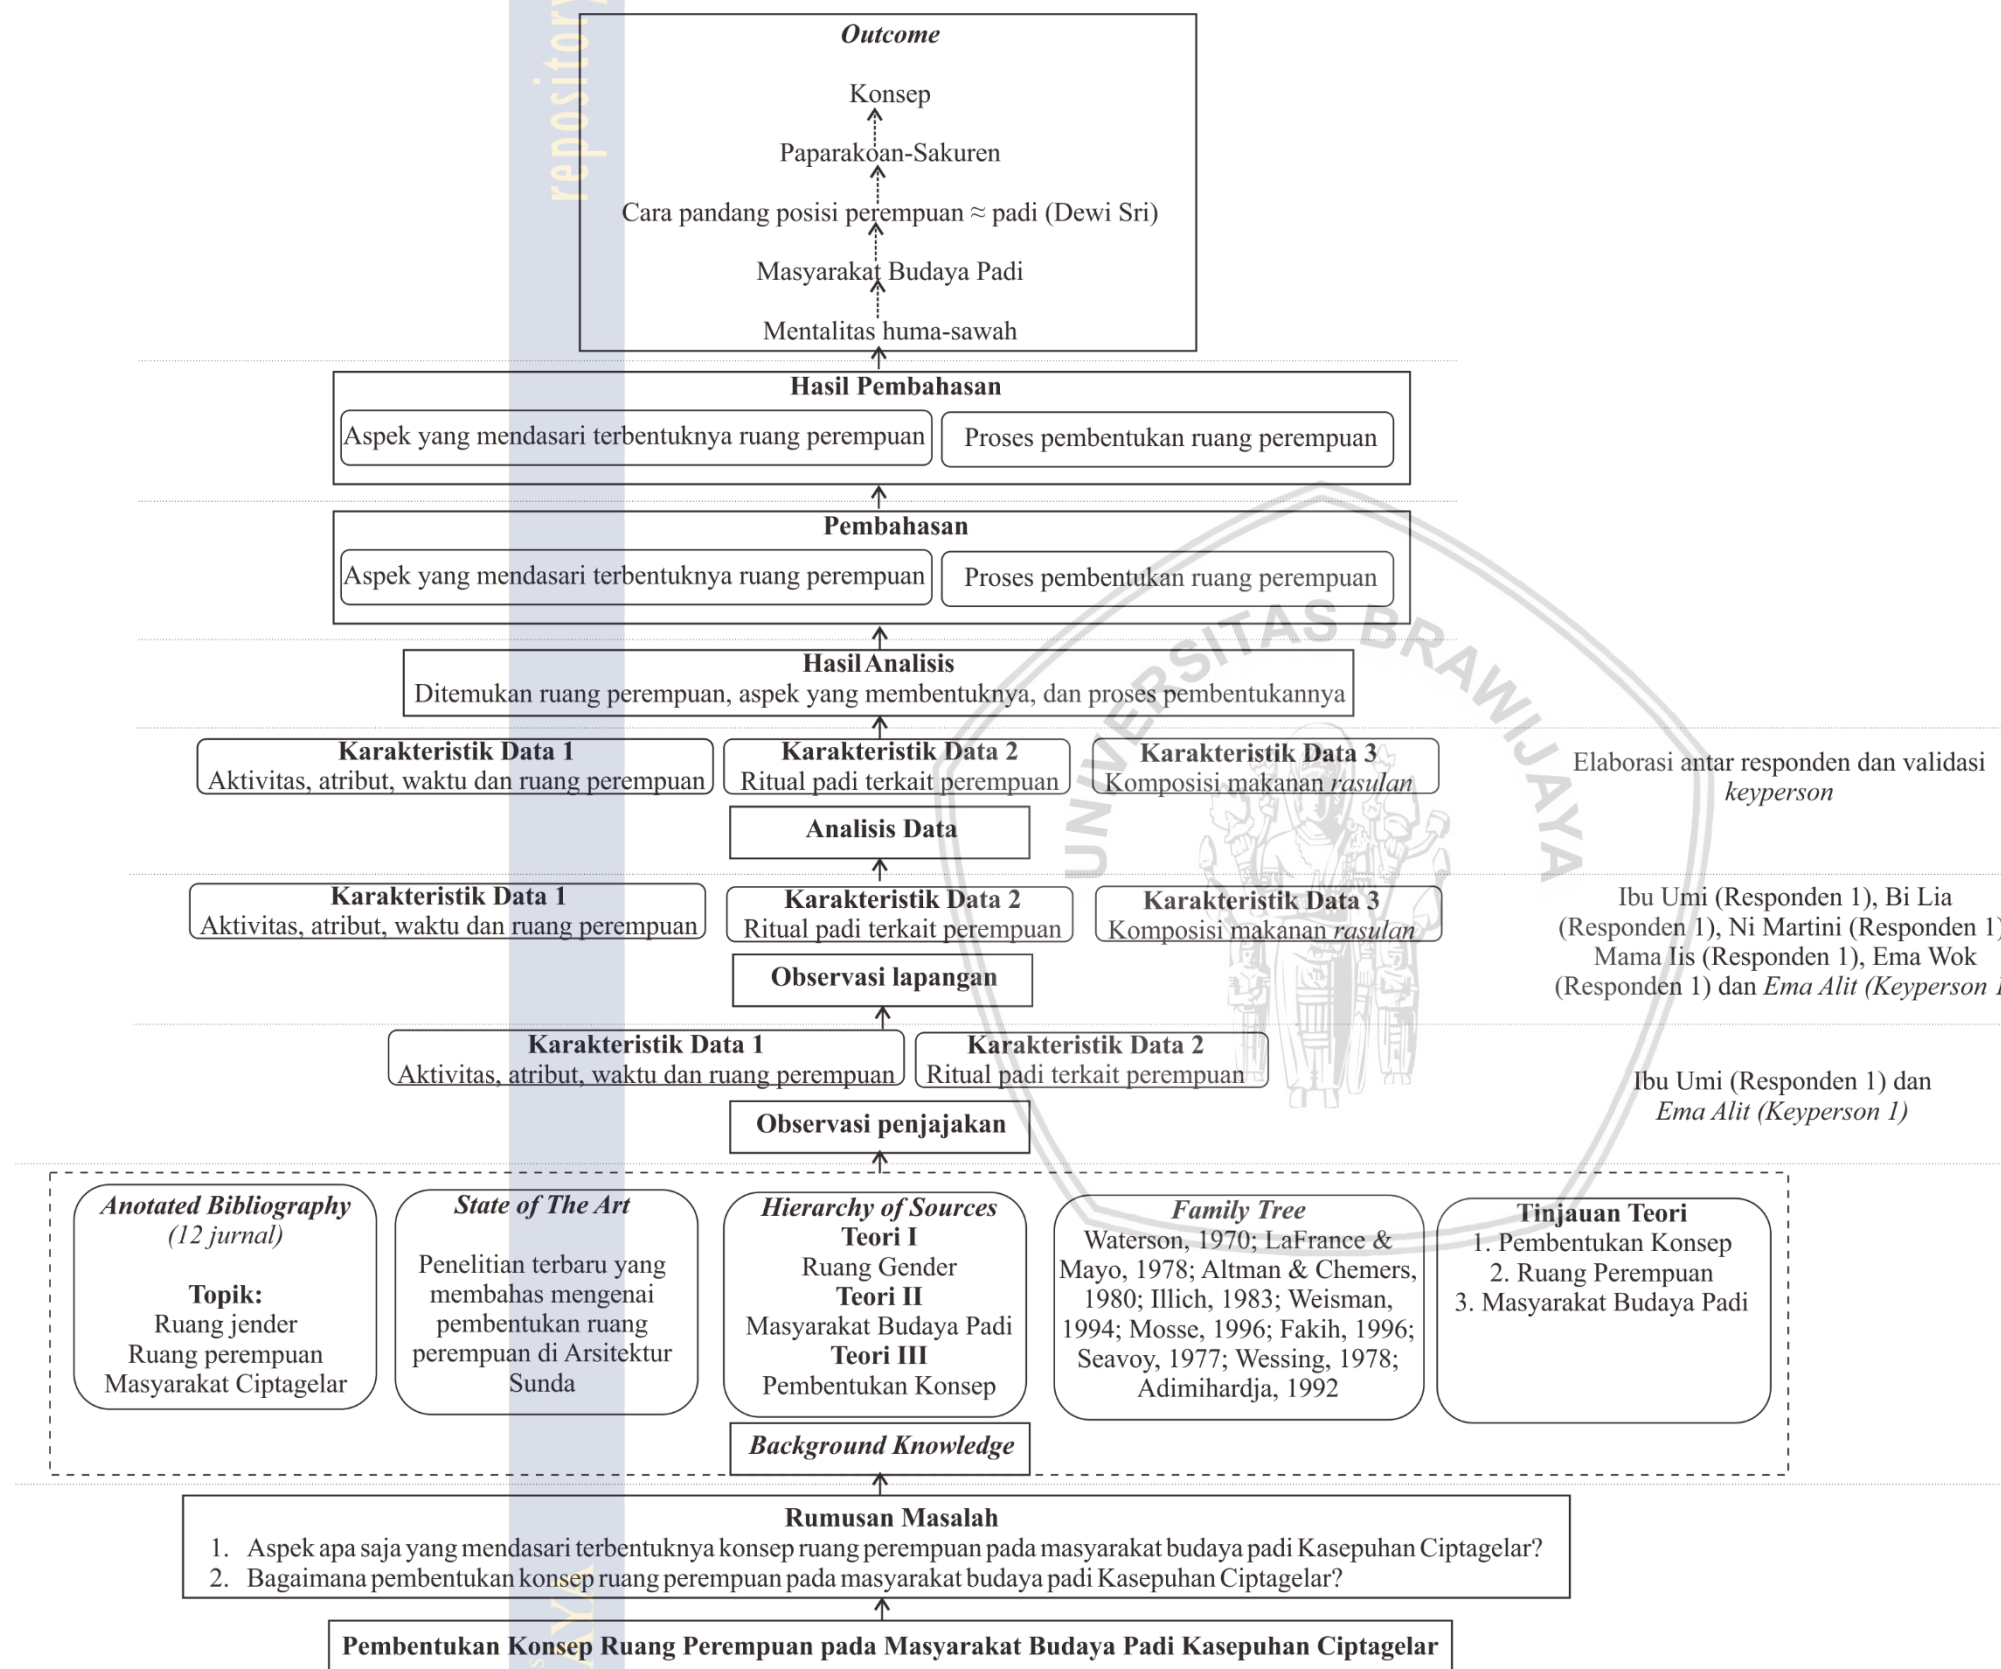 repository
Outcome
Konsep
Paparakoan-Sakuren
Cara pandang posisi perempuan ≈ padi (Dewi Sri)
Masyarakat Budaya Padi
Mentalitas huma-sawah
Hasil Pembahasan
Aspek yang mendasari terbentuknya ruang perempuan
Proses pembentukan ruang perempuan
Pembahasan
Aspek yang mendasari terbentuknya ruang perempuan
Proses pembentukan ruang perempuan
Hasil Analisis
Ditemukan ruang perempuan, aspek yang membentuknya, dan proses pembentukannya
UNIVERSITAS BRAWIJAYA
Karakteristik Data 1
Aktivitas, atribut, waktu dan ruang perempuan
Karakteristik Data 2
Ritual padi terkait perempuan
Karakteristik Data 3
Komposisi makanan rasulan
Elaborasi antar responden dan validasi
keyperson
Analisis Data
Karakteristik Data 1
Aktivitas, atribut, waktu dan ruang perempuan
Karakteristik Data 2
Ritual padi terkait perempuan
Karakteristik Data 3
Komposisi makanan rasulan
Ibu Umi (Responden 1), Bi Lia
(Responden 1), Ni Martini (Responden 1)
Mama Iis (Responden 1), Ema Wok
(Responden 1) dan Ema Alit (Keyperson 1
Observasi lapangan
Karakteristik Data 1
Aktivitas, atribut, waktu dan ruang perempuan
Karakteristik Data 2
Ritual padi terkait perempuan
Ibu Umi (Responden 1) dan
Ema Alit (Keyperson 1)
Observasi penjajakan
Anotated Bibliography
(12 jurnal)
Topik:
Ruang jender
Ruang perempuan
Masyarakat Ciptagelar
State of The Art
Penelitian terbaru yang
membahas mengenai
pembentukan ruang
perempuan di Arsitektur
Sunda
Hierarchy of Sources
Teori I
Ruang Gender
Teori II
Masyarakat Budaya Padi
Teori III
Pembentukan Konsep
Family Tree
Waterson, 1970; LaFrance &
Mayo, 1978; Altman & Chemers,
1980; Illich, 1983; Weisman,
1994; Mosse, 1996; Fakih, 1996;
Seavoy, 1977; Wessing, 1978;
Adimihardja, 1992
Tinjauan Teori
1. Pembentukan Konsep
2. Ruang Perempuan
3. Masyarakat Budaya Padi
Background Knowledge
Rumusan Masalah
1. Aspek apa saja yang mendasari terbentuknya konsep ruang perempuan pada masyarakat budaya padi Kasepuhan Ciptagelar?
2. Bagaimana pembentukan konsep ruang perempuan pada masyarakat budaya padi Kasepuhan Ciptagelar?
Pembentukan Konsep Ruang Perempuan pada Masyarakat Budaya Padi Kasepuhan Ciptagelar